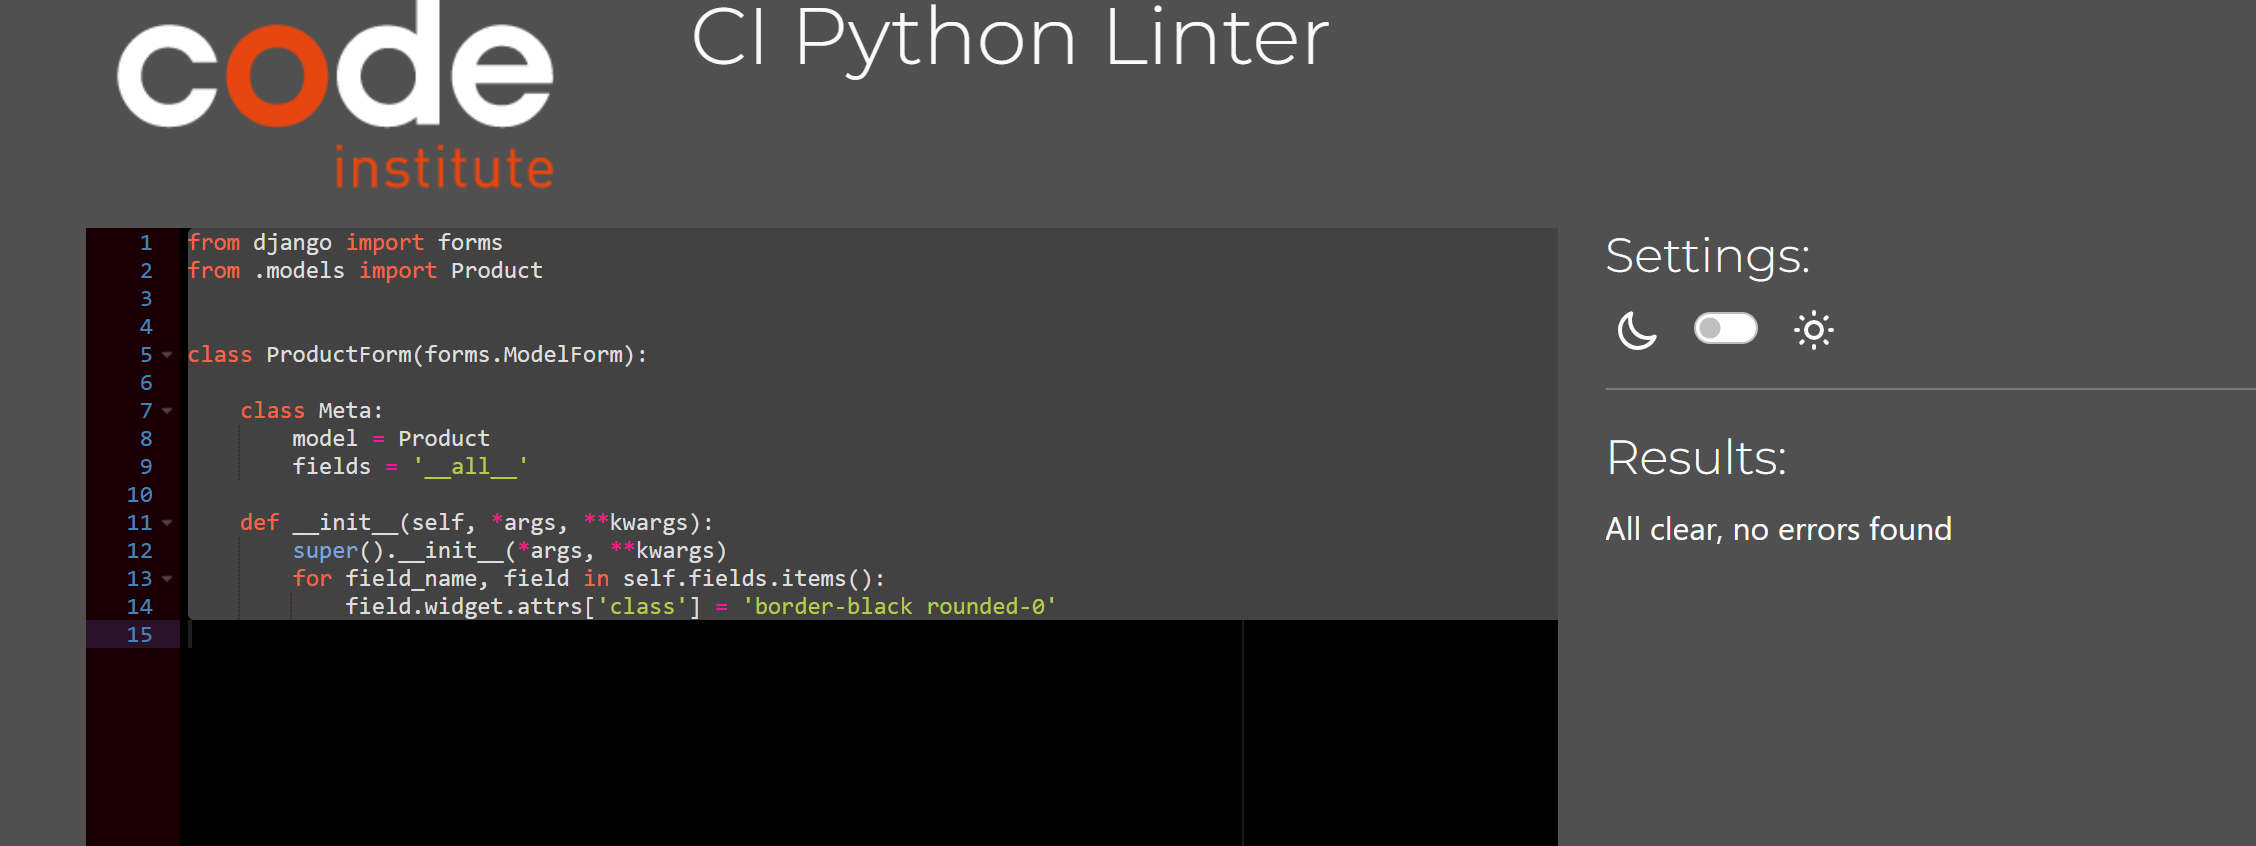 code
institute
CI Python Linter
1 from django import forms
2 from .models import Product
3
4
5 class ProductForm(forms.ModelForm):
6
7     class Meta:
8         model = Product
9         fields = '__all__'
10
11     def __init__(self, *args, **kwargs):
12         super().__init__(*args, **kwargs)
13         for field_name, field in self.fields.items():
14             field.widget.attrs['class'] = 'border-black rounded-0'
15
Settings:
Results:
All clear, no errors found